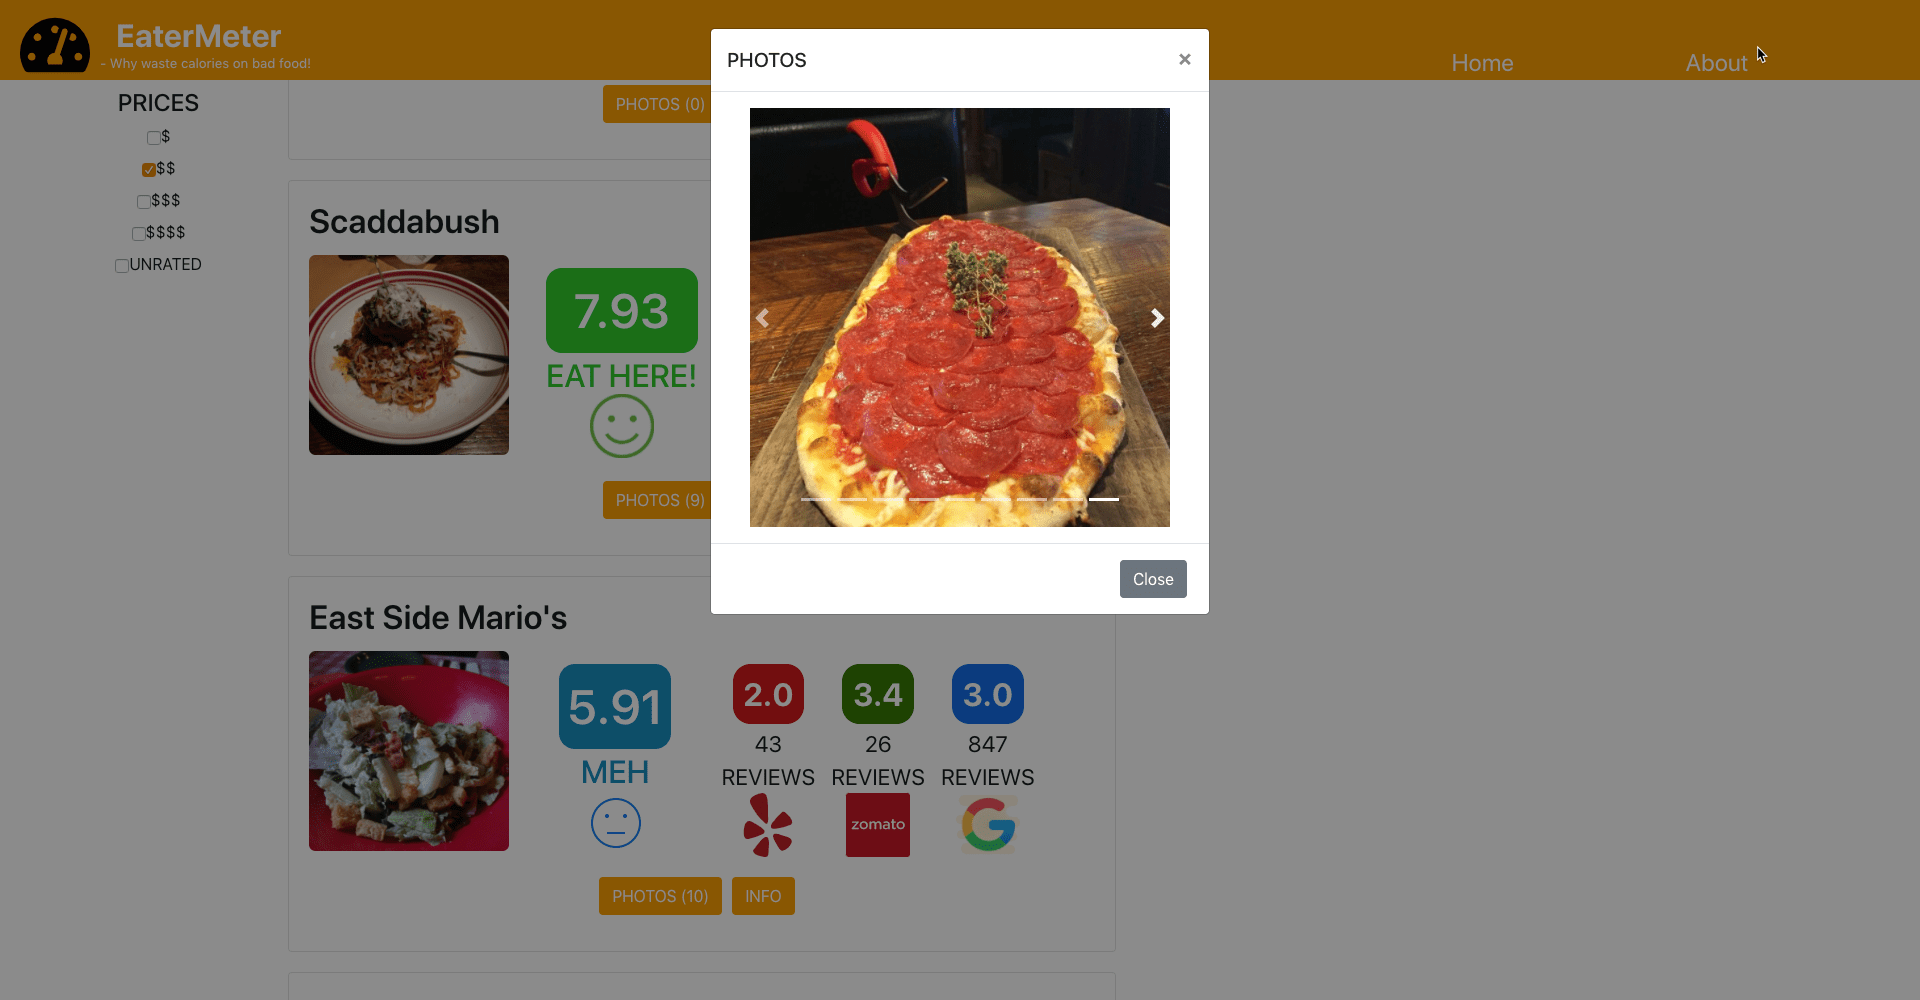 EaterMeter
- Why waste calories on bad food!
Home
About
PRICES
$
$$
$$$
$$$$
UNRATED
PHOTOS (0)
Scaddabush
7.93
EAT HERE!
PHOTOS (9)
PHOTOS
×
Close
East Side Mario's
5.91
MEH
2.0
43
REVIEWS
3.4
26
REVIEWS
zomato
3.0
847
REVIEWS
G
PHOTOS (10)
INFO